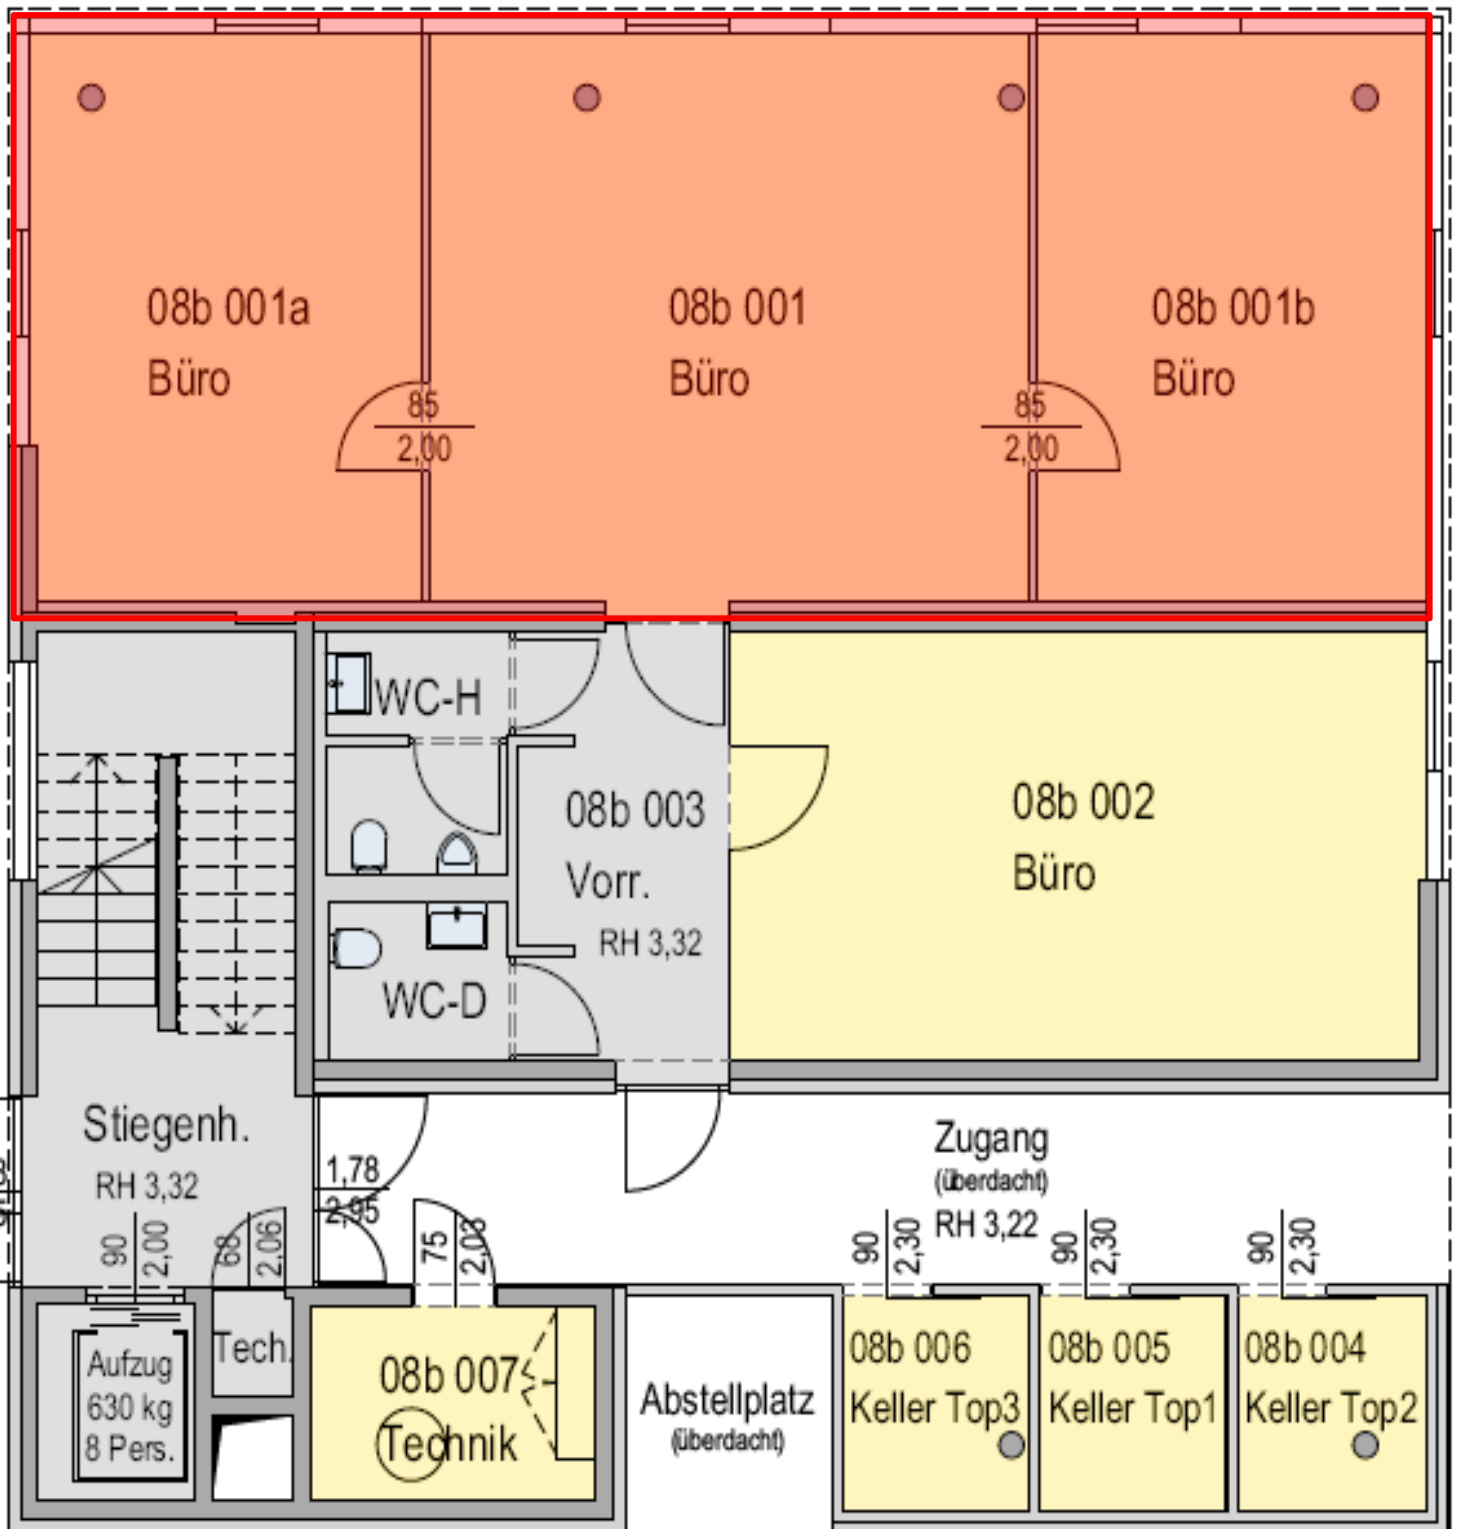 08b 001a
Büro
08b 001
Büro
08b 001b
Büro
85
2,00
85
2,00
WC-H
08b 003
Vorr.
RH 3,32
08b 002
Büro
WC-D
Stiegenh.
RH 3,32
1,78
2,95
Zugang
(überdacht)
RH 3,22
90
2,00
68
2.06
75
2,03
90
2,30
90
2,30
90
2,30
Aufzug
630 kg
8 Pers.
Tech.
08b 007
Technik
Abstellplatz
(überdacht)
08b 006
Keller Top3
08b 005
Keller Top1
08b 004
Keller Top2